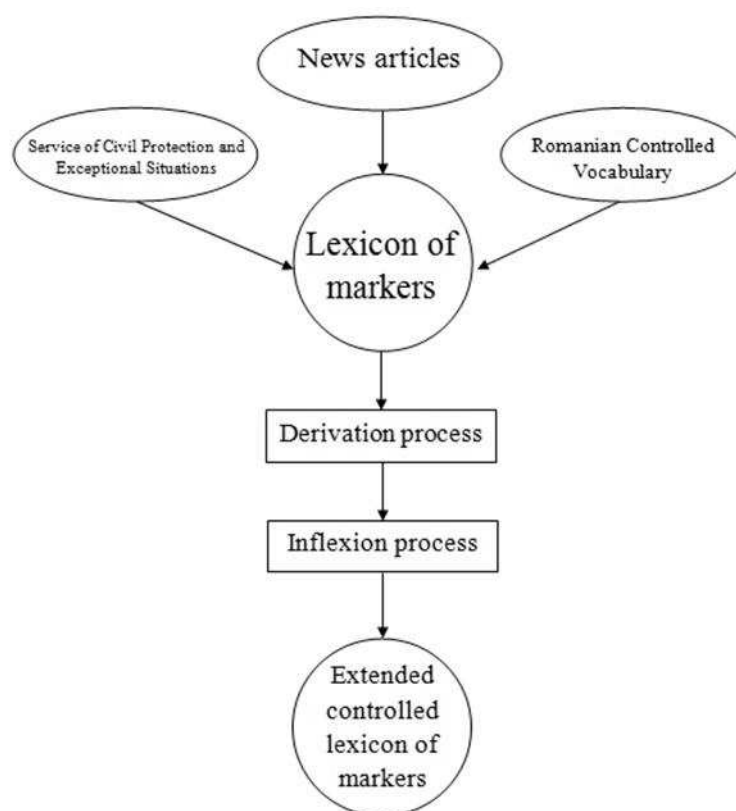 News articles
Service of Civil Protection and
Exceptional Situations
Romanian Controlled
Vocabulary
Lexicon of
markers
Derivation process
Inflexion process
Extended
controlled
lexicon of
markers